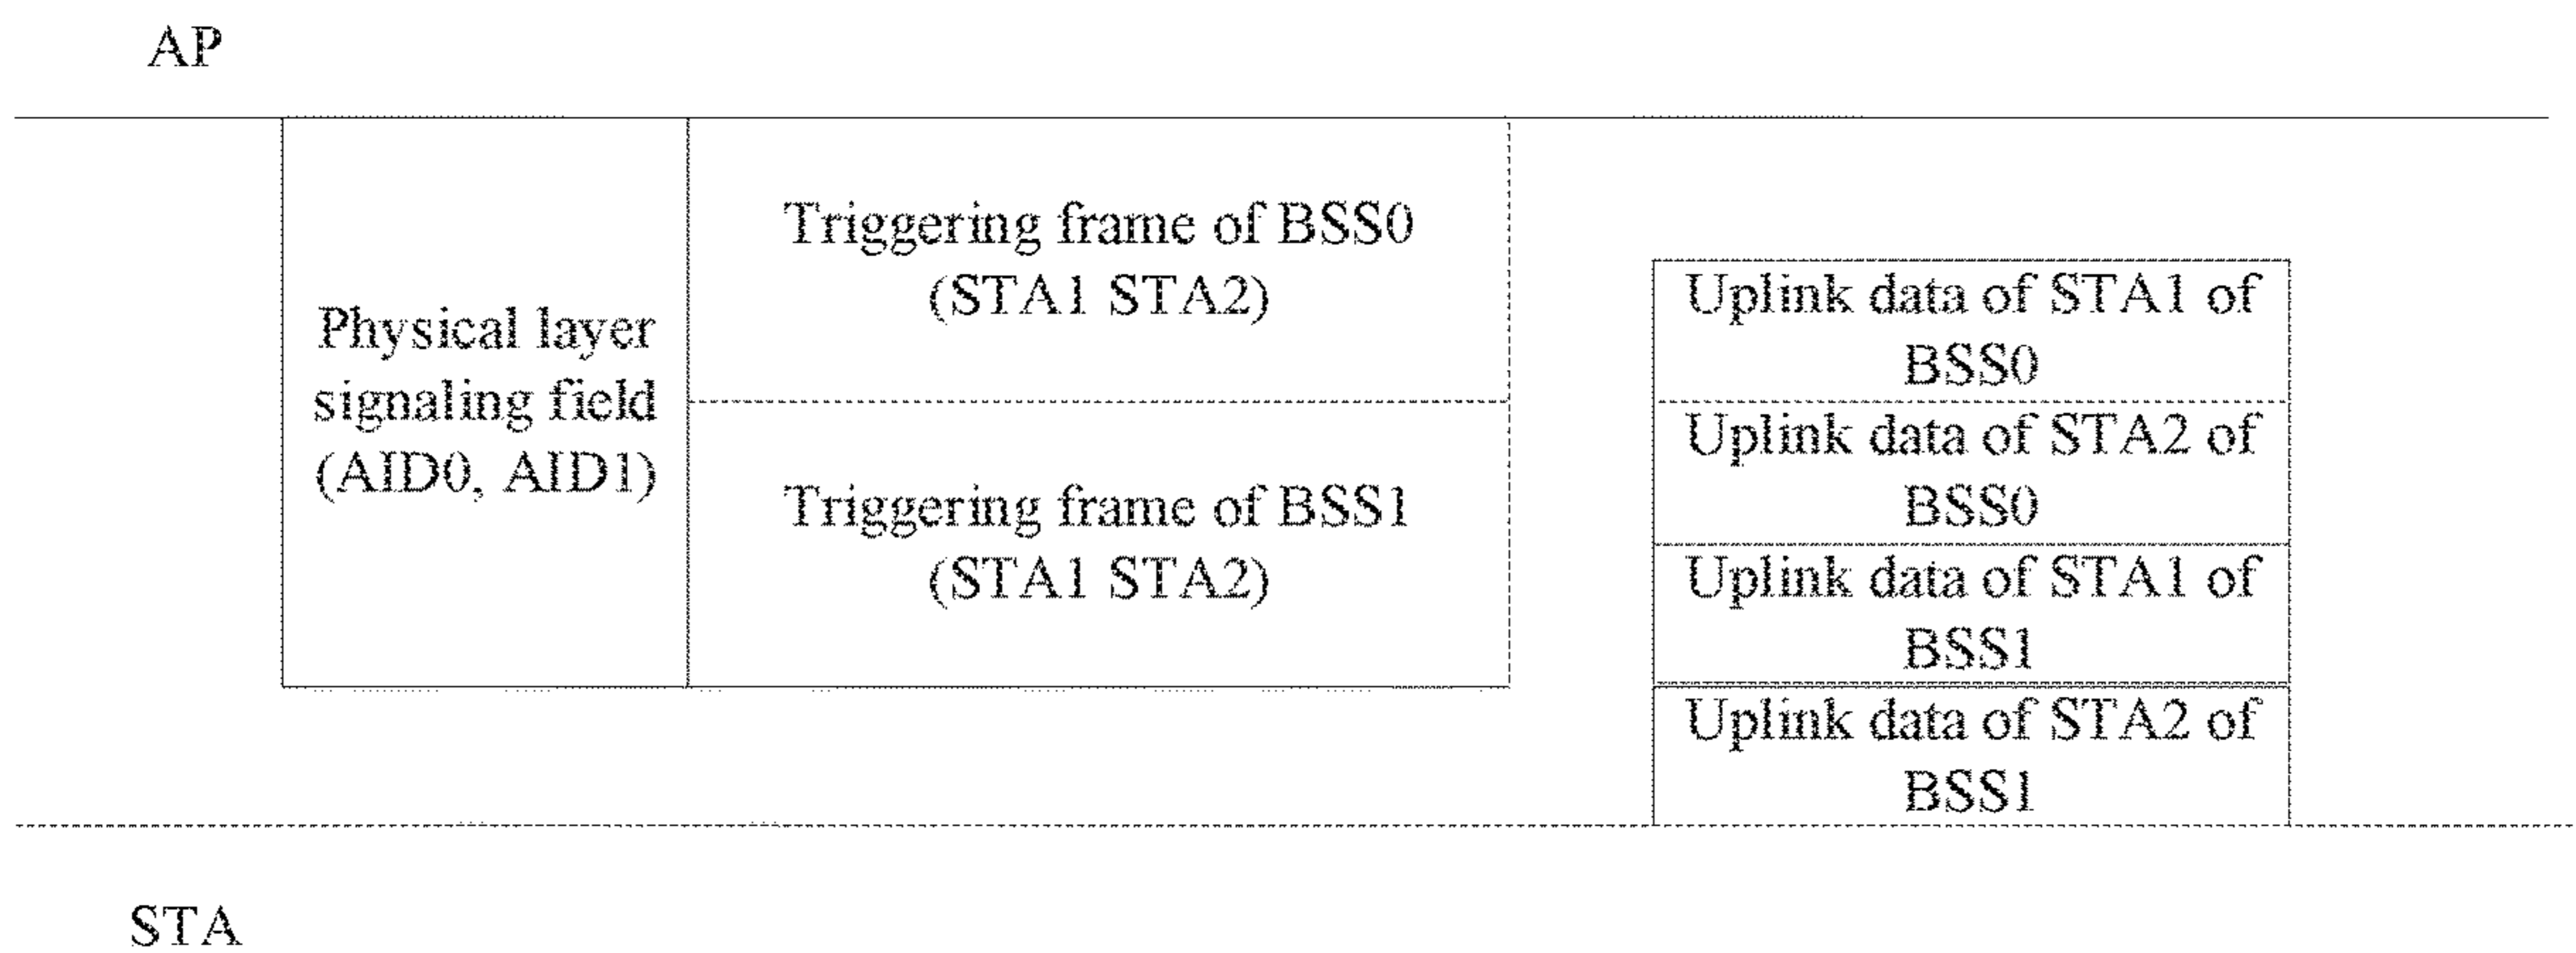 AP
Physical layer
signaling field
(AID0, AID1)
Triggering frame of BSS0
(STA1 STA2)
Triggering frame of BSS1
(STA1 STA2)
Uplink data of STA1 of
BSS0
Uplink data of STA2 of
BSS0
Uplink data of STA1 of
BSS1
Uplink data of STA2 of
BSS1
STA